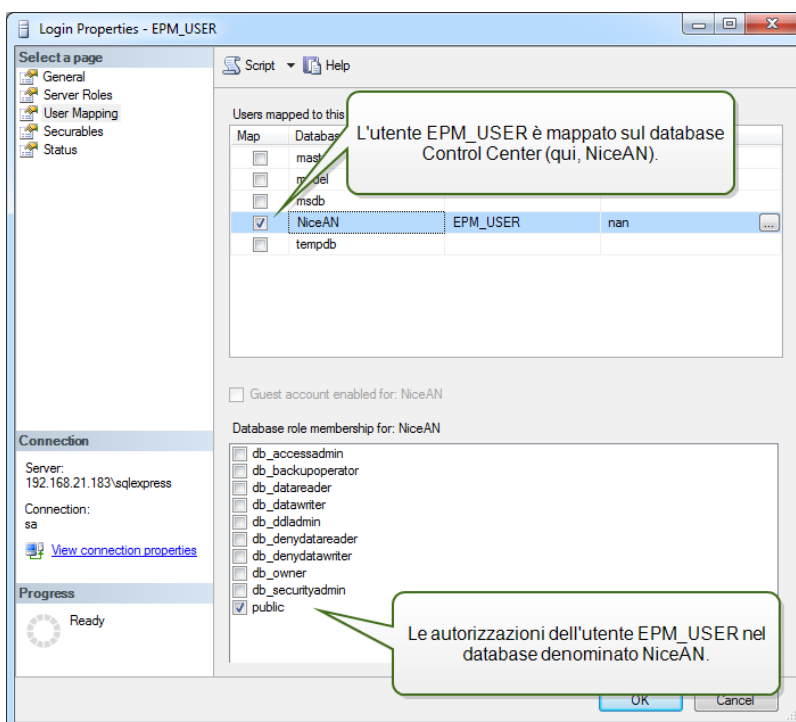 Login Properties - EPM_USER
Select a page
General
Server Roles
User Mapping
Securables
Status
Script
Help
Users mapped to this
Map
L'utente EPM_USER è mappato sul database
Control Center (qui, NiceAN).
msdb
NiceAN EPM_USER nan ...
tempdb
Guest account enabled for: NiceAN
Database role membership for: NiceAN
db_accessadmin
db_backupoperator
db_datareader
db_datawriter
db_ddladmin
db_denydatareader
db_denydatawriter
db_owner
db_securityadmin
public
Le autorizzazioni dell'utente EPM_USER nel
database denominato NiceAN.
Connection
Server:
192.168.21.183\sqlexpress
Connection:
sa
View connection properties
Progress
Ready
OK Cancel